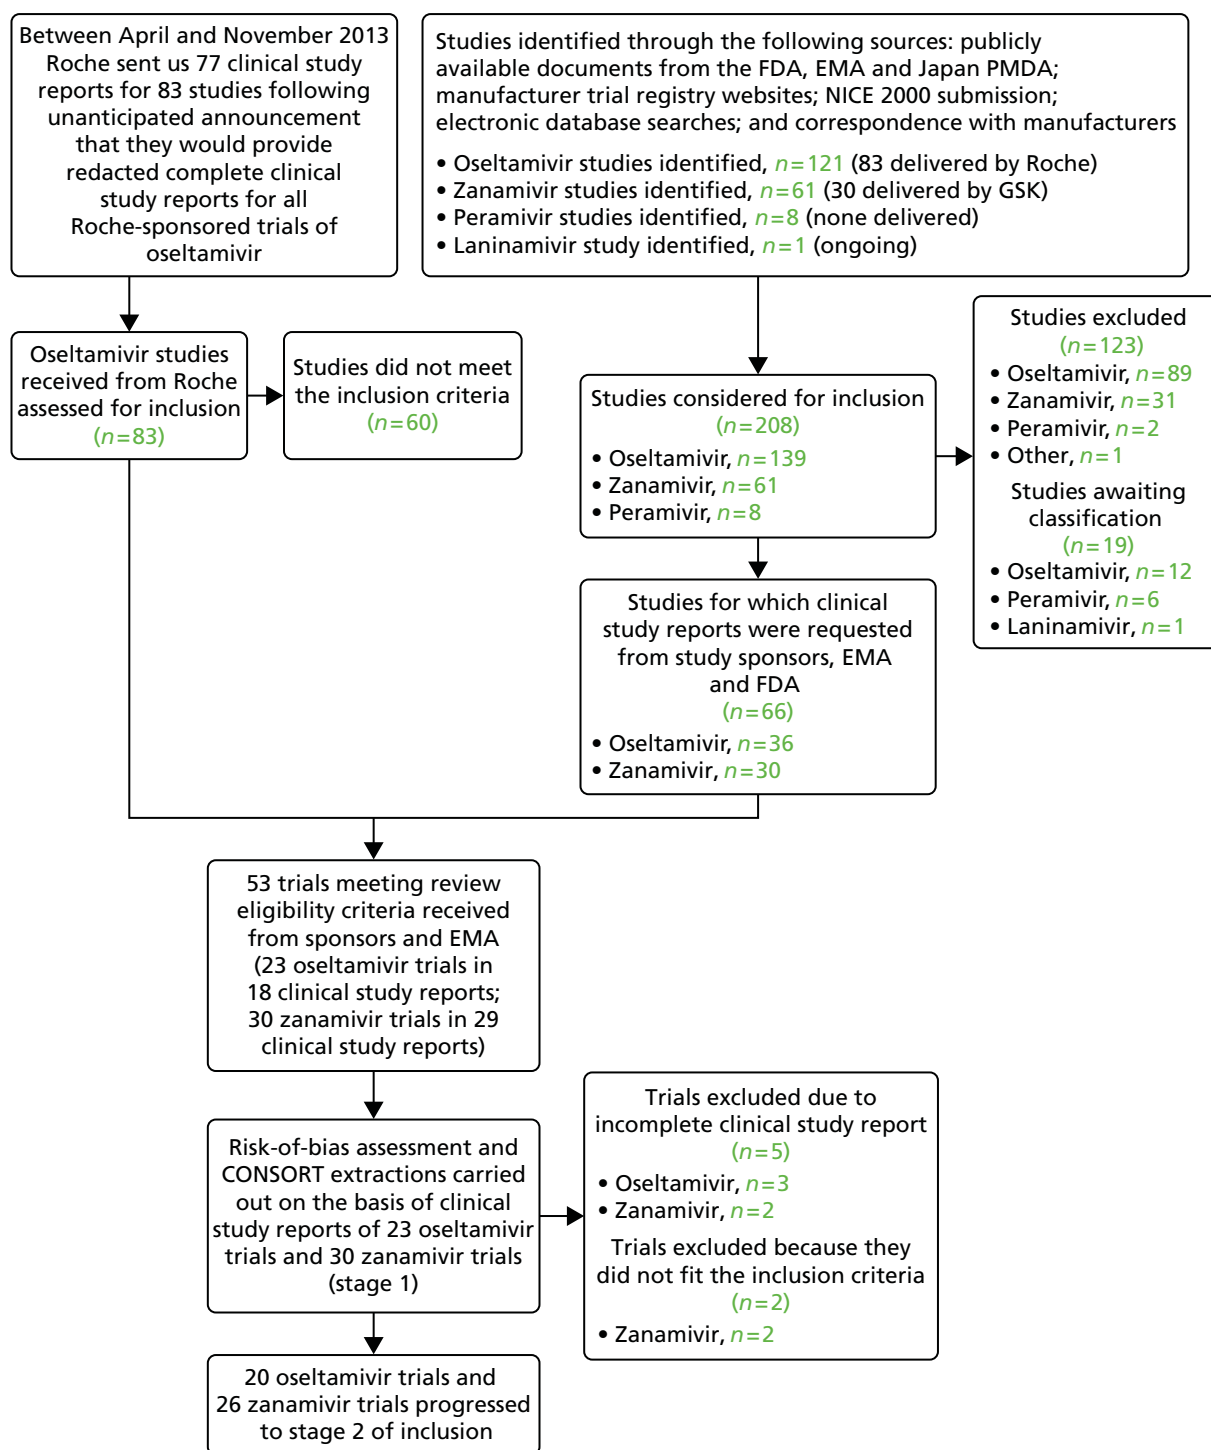 Between April and November 2013
Roche sent us 77 clinical study
reports for 83 studies following
unanticipated announcement
that they would provide
redacted complete clinical
study reports for all
Roche-sponsored trials of
oseltamivir
Studies identified through the following sources: publicly
available documents from the FDA, EMA and Japan PMDA;
manufacturer trial registry websites; NICE 2000 submission;
electronic database searches; and correspondence with manufacturers
• Oseltamivir studies identified, n=121 (83 delivered by Roche)
• Zanamivir studies identified, n=61 (30 delivered by GSK)
• Peramivir studies identified, n=8 (none delivered)
• Laninamivir study identified, n=1 (ongoing)
Oseltamivir studies
received from Roche
assessed for inclusion
(n=83)
Studies did not meet
the inclusion criteria
(n=60)
Studies considered for inclusion
(n=208)
• Oseltamivir, n=139
• Zanamivir, n=61
• Peramivir, n=8
Studies excluded
(n=123)
• Oseltamivir, n=89
• Zanamivir, n=31
• Peramivir, n=2
• Other, n=1
Studies awaiting
classification
(n=19)
• Oseltamivir, n=12
• Peramivir, n=6
• Laninamivir, n=1
Studies for which clinical
study reports were requested
from study sponsors, EMA
and FDA
(n=66)
• Oseltamivir, n=36
• Zanamivir, n=30
53 trials meeting review
eligibility criteria received
from sponsors and EMA
(23 oseltamivir trials in
18 clinical study reports;
30 zanamivir trials in 29
clinical study reports)
Risk-of-bias assessment and
CONSORT extractions carried
out on the basis of clinical
study reports of 23 oseltamivir
trials and 30 zanamivir trials
(stage 1)
Trials excluded due to
incomplete clinical study report
(n=5)
• Oseltamivir, n=3
• Zanamivir, n=2
Trials excluded because they
did not fit the inclusion criteria
(n=2)
• Zanamivir, n=2
20 oseltamivir trials and
26 zanamivir trials progressed
to stage 2 of inclusion